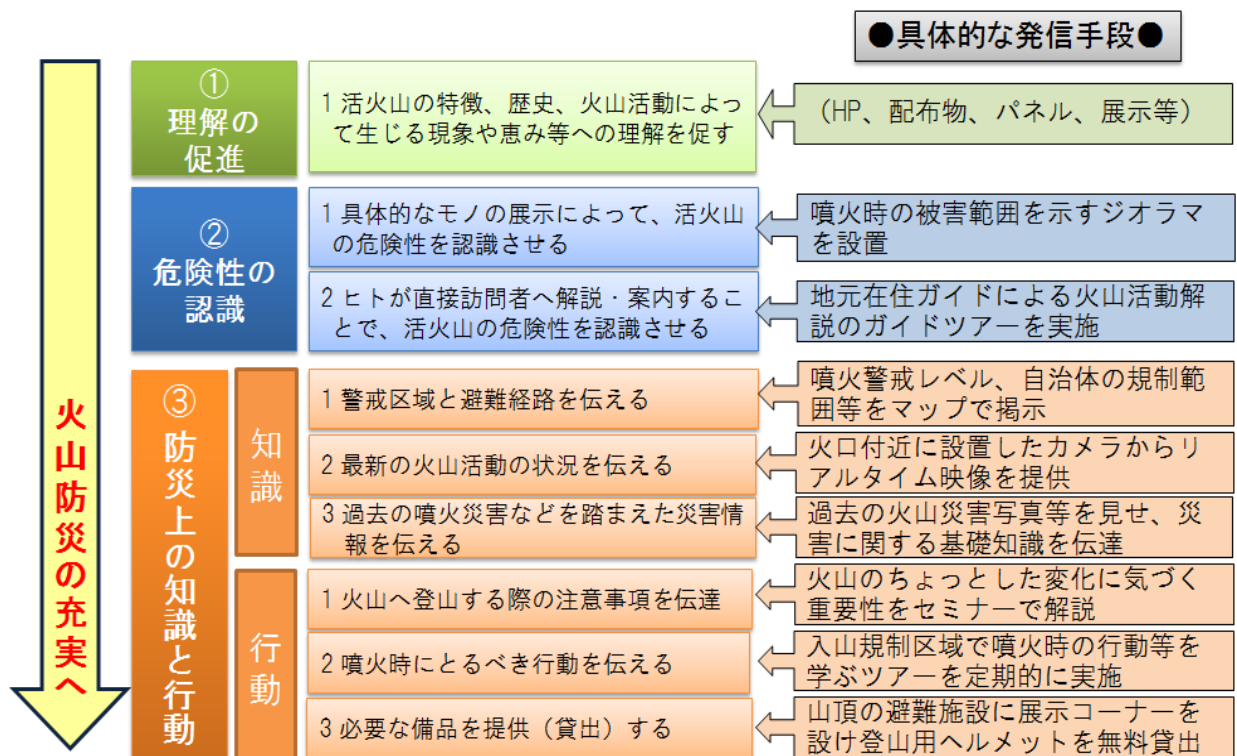 ●具体的な発信手段●
火山防災の充実へ
①
理解の
促進
1 活火山の特徴、歴史、火山活動によっ
て生じる現象や恵み等への理解を促す
（HP、配布物、パネル、展示等）
②
危険性の
認識
1 具体的なモノの展示によって、活火山
の危険性を認識させる
噴火時の被害範囲を示すジオラマ
を設置
2 ヒトが直接訪問者へ解説・案内するこ
とで、活火山の危険性を認識させる
地元在住ガイドによる火山活動解
説のガイドツアーを実施
③
防災上の知識と行動
知識
1 警戒区域と避難経路を伝える
噴火警戒レベル、自治体の規制範
囲等をマップで掲示
2 最新の火山活動の状況を伝える
火口付近に設置したカメラからリ
アルタイム映像を提供
3 過去の噴火災害などを踏まえた災害情
報を伝える
過去の火山災害写真等を見せ、災
害に関する基礎知識を伝達
行動
1 火山へ登山する際の注意事項を伝達
火山のちょっとした変化に気づく
重要性をセミナーで解説
2 噴火時にとるべき行動を伝える
入山規制区域で噴火時の行動等を
学ぶツアーを定期的に実施
3 必要な備品を提供（貸出）する
山頂の避難施設に展示コーナーを
設け登山用ヘルメットを無料貸出